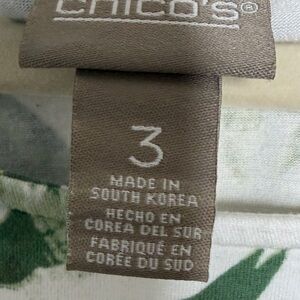 chico's®
3
MADE IN
SOUTH KOREA
HECHO EN
COREA DEL SUR
FABRIQUÉ EN
CORÉE DU SUD